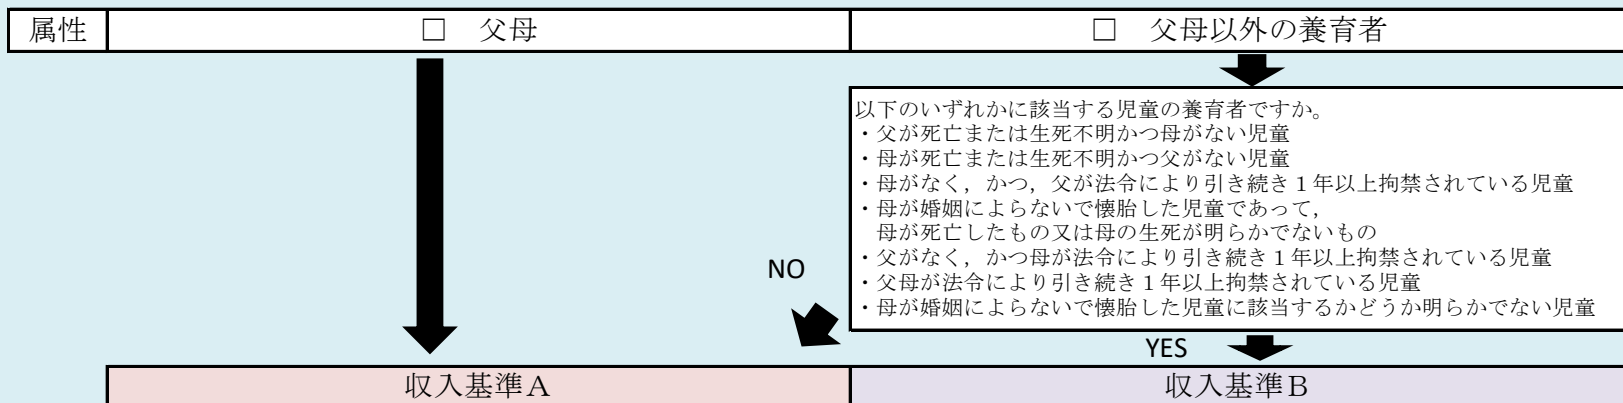 属性
□ 父母
□ 父母以外の養育者
以下のいずれかに該当する児童の養育者ですか。
・父が死亡または生死不明かつ母がない児童
・母が死亡または生死不明かつ父がない児童
・母がなく，かつ，父が法令により引き続き１年以上拘禁されている児童
・母が婚姻によらないで懐胎した児童であって，
母が死亡したもの又は母の生死が明らかでないもの
・父がなく，かつ母が法令により引き続き１年以上拘禁されている児童
・父母が法令により引き続き１年以上拘禁されている児童
・母が婚姻によらないで懐胎した児童に該当するかどうか明らかでない児童
NO
YES
収入基準Ａ
収入基準Ｂ